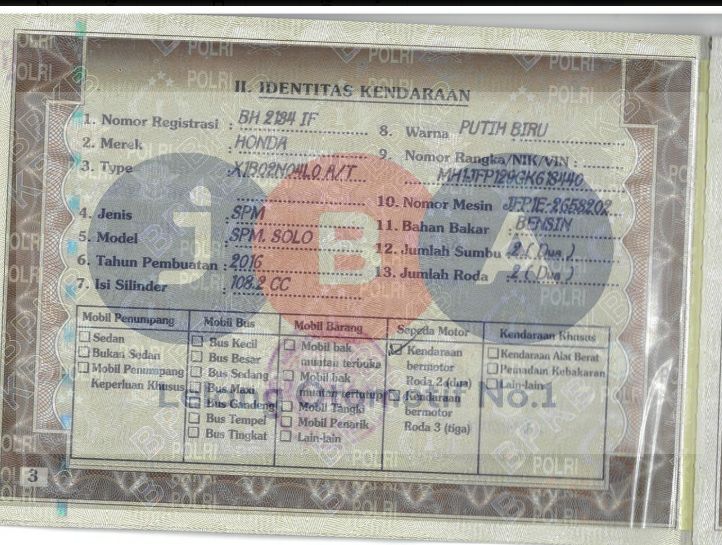 II. IDENTITAS KENDARAAN
1. Nomor Registrasi : BH 2184 IF
2. Merek : HONDA
3. Type : X1B02N04L0 A/T
4. Jenis : SPM
5. Model : SPM. SOLO
6. Tahun Pembuatan : 2016
7. Isi Silinder : 108.2 CC
8. Warna PUTIH BIRU
9. Nomor Rangka/NIK/VIN :
MH1JFP129GK618440
10. Nomor Mesin JFP1E-2658202
11. Bahan Bakar : BENSIN
12. Jumlah Sumbu : 2 ( Dua )
13. Jumlah Roda : 2 ( Dua )
Mobil Penumpang
Sedan
Bukan Sedan
Mobil Penumpang
Keperluan Khusus
Mobil Bus
Bus Kecil
Bus Besar
Bus Sedang
Bus Maxi
Bus Gandeng
Bus Tempel
Bus Tingkat
Mobil Barang
Mobil bak
muatan terbuka
Mobil bak
muatan tertutup
Mobil Tangki
Mobil Penarik
Lain-lain
Sepeda Motor
Kendaraan
bermotor
Roda 2 (dua)
Kendaraan
bermotor
Roda 3 (tiga)
Kendaraan Khusus
Kendaraan Alat Berat
Pemadam Kebakaran
Lain-lain
jBA
No.1
3
POLRI
BPKB